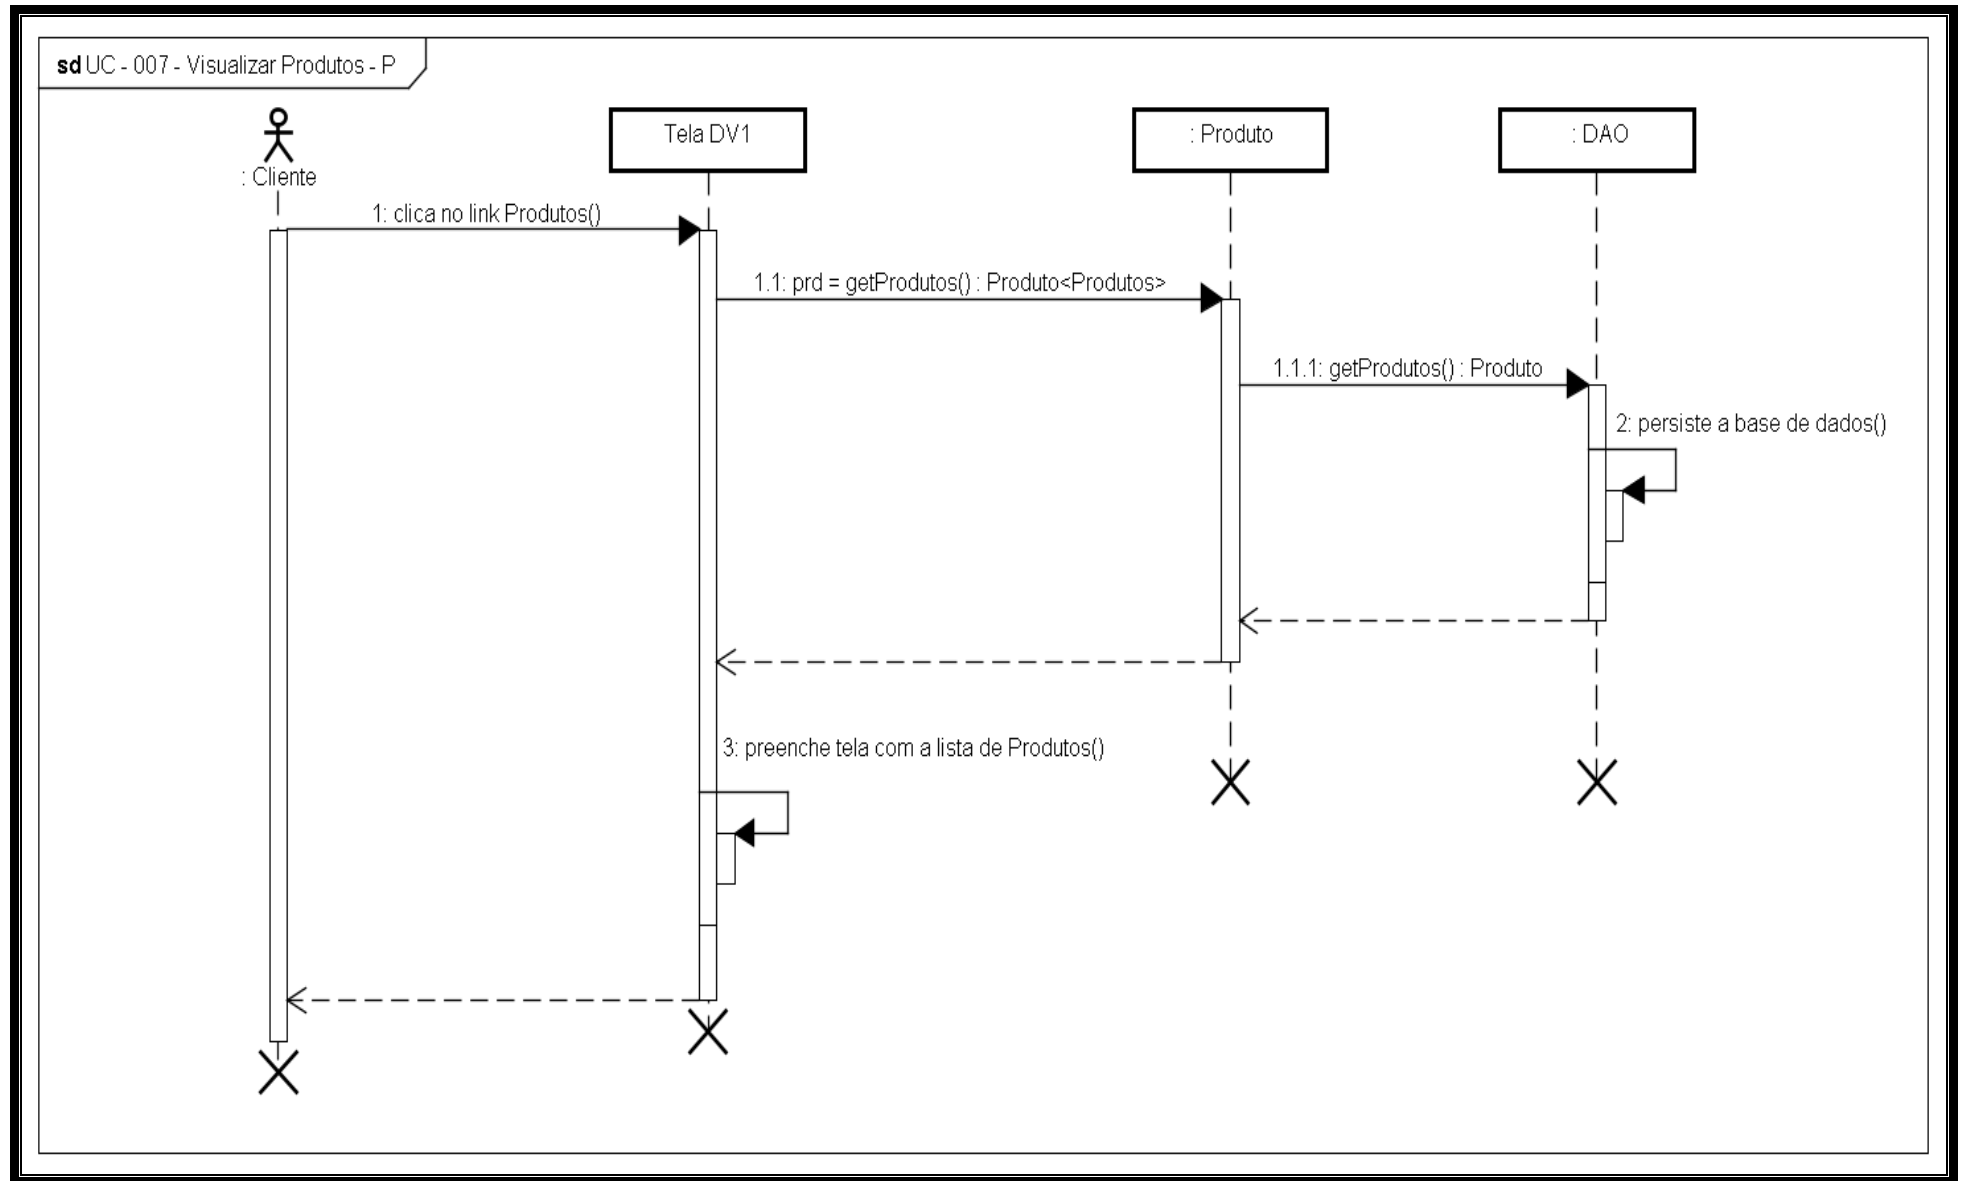 sd UC - 007 - Visualizar Produtos - P
: Cliente
Tela DV1
: Produto
: DAO
1: clica no link Produtos()
1.1: prd = getProdutos() : Produto<Produtos>
1.1.1: getProdutos() : Produto
2: persiste a base de dados()
3: preenche tela com a lista de Produtos()